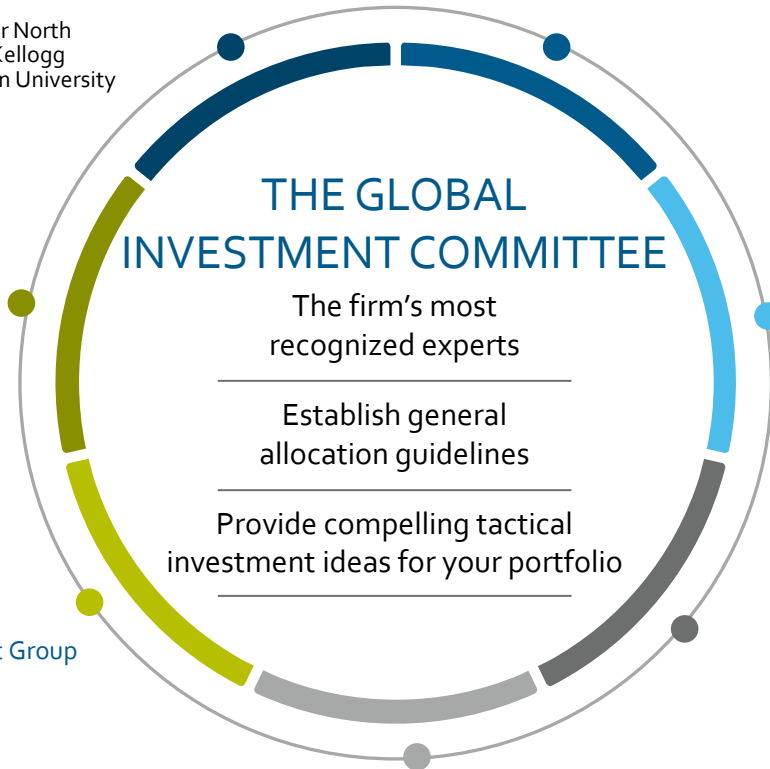 r North
Kellogg
n University
THE GLOBAL
INVESTMENT COMMITTEE
The firm’s most
recognized experts
Establish general
allocation guidelines
Provide compelling tactical
investment ideas for your portfolio
t Group